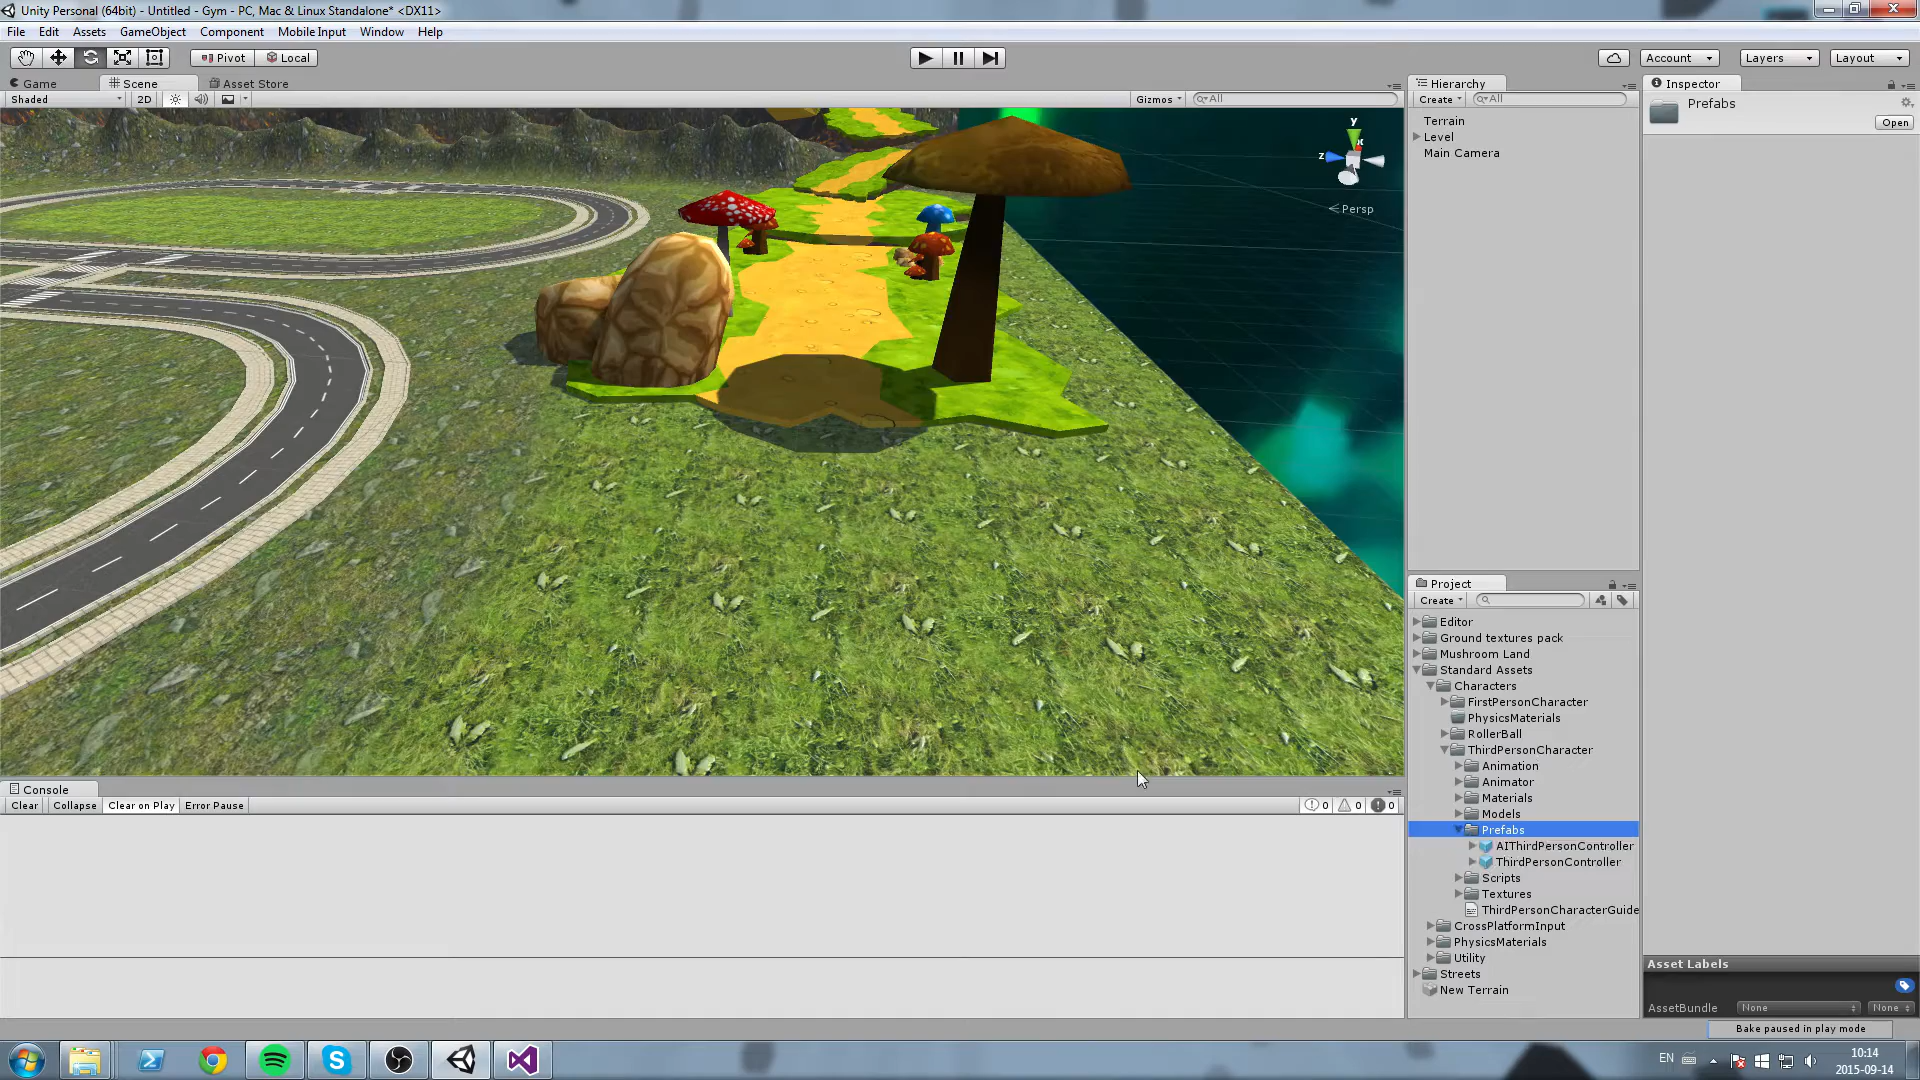 Unity Personal (64bit) - Untitled - Gym - PC, Mac & Linux Standalone* <DX11>
File Edit Assets GameObject Component Mobile Input Window Help
Pivot Local
Account Layers Layout
Game Scene Asset Store
Shaded 2D Gizmos All
y
x
z
Persp
Hierarchy
Create All
Terrain
Level
Main Camera
Inspector
Prefabs
Open
Project
Create
Editor
Ground textures pack
Mushroom Land
Standard Assets
Characters
FirstPersonCharacter
PhysicsMaterials
RollerBall
ThirdPersonCharacter
Animation
Animator
Materials
Models
Prefabs
AIThirdPersonController
ThirdPersonController
Scripts
Textures
ThirdPersonCharacterGuide
CrossPlatformInput
PhysicsMaterials
Utility
Streets
New Terrain
Console
Clear Collapse Clear on Play Error Pause 0 0 0
Asset Labels
AssetBundle None None
Bake paused in play mode
EN 10:14
2015-09-14